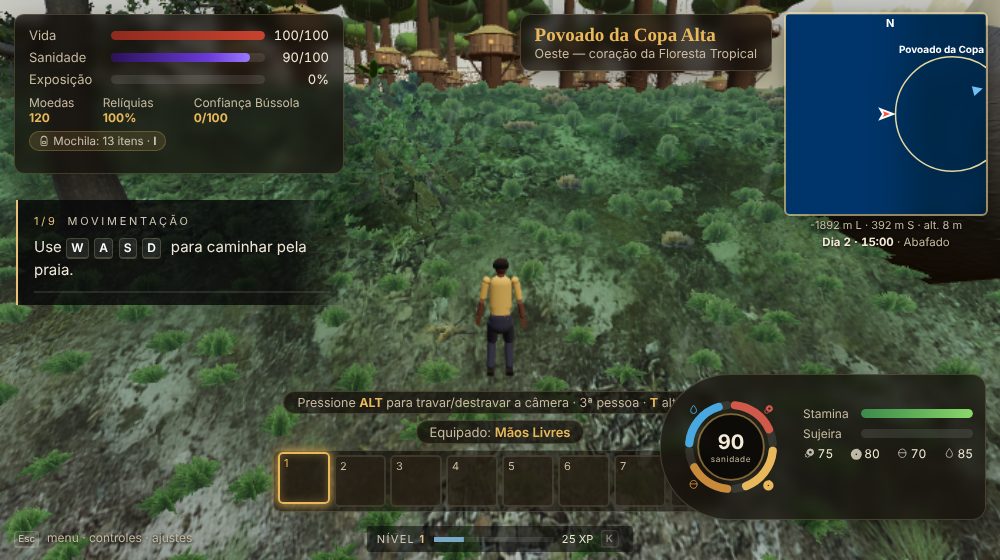 Vida 100/100
Sanidade 90/100
Exposição 0%
Moedas Relíquias Confiança Bússola
120 100% 0/100
Mochila: 13 itens · I
Povoado da Copa Alta
Oeste — coração da Floresta Tropical
N
Povoado da Copa
-1892 m L · 392 m S · alt. 8 m
Dia 2 · 15:00 · Abafado
1/9 MOVIMENTAÇÃO
Use W A S D para caminhar pela
praia.
Pressione ALT para travar/destravar a câmera · 3ª pessoa · T alt
Equipado: Mãos Livres
1 2 3 4 5 6 7
90
sanidade
Stamina
Sujeira
75 80 70 85
Esc menu · controles · ajustes
NÍVEL 1 25 XP K